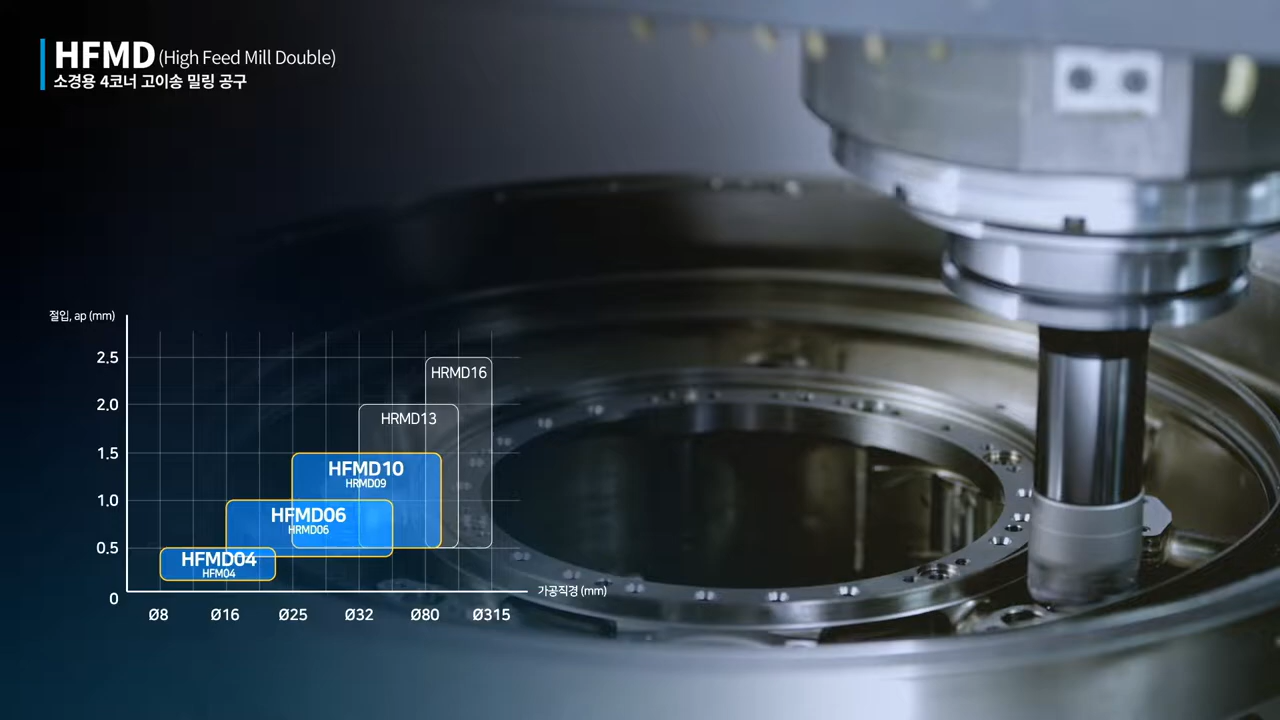 HFMD (High Feed Mill Double)
소경용 4코너 고이송 밀링 공구
절입, ap (mm)
2.5
2.0
1.5
1.0
0.5
0
HRMD16
HRMD13
HFMD10
HRMD09
HFMD06
HRMD06
HFMD04
HFM04
가공직경 (mm)
Ø8 Ø16 Ø25 Ø32 Ø80 Ø315